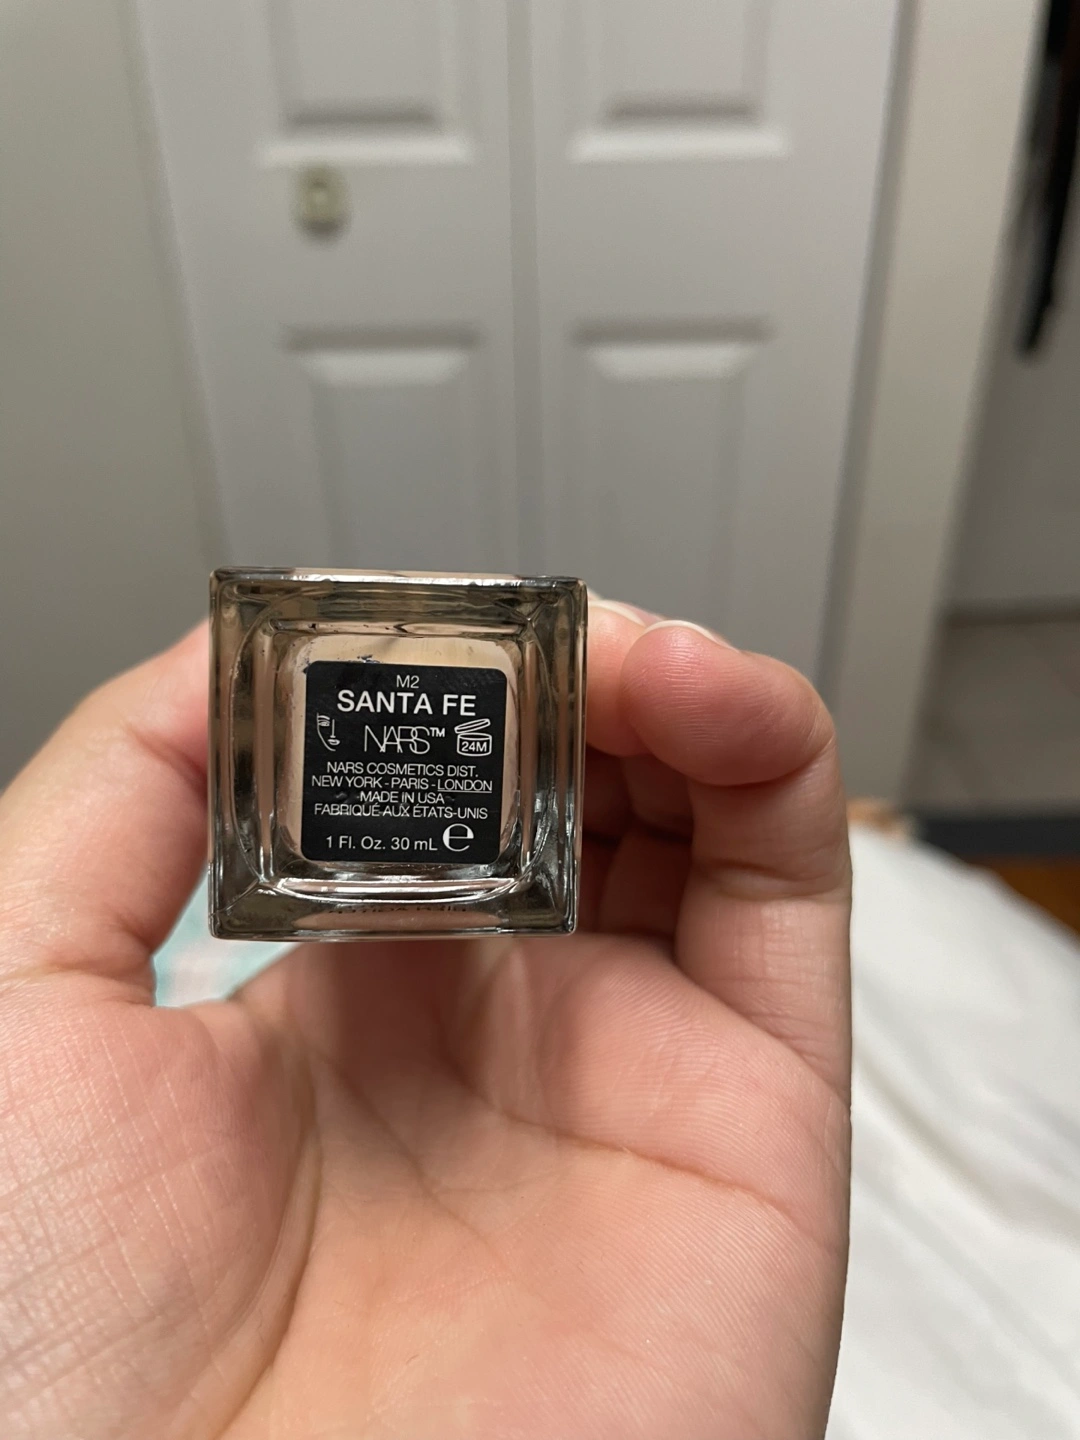 M2
SANTA FE
NARS™
24M
NARS COSMETICS DIST.
NEW YORK - PARIS - LONDON
MADE IN USA
FABRIQUÉ AUX ÉTATS-UNIS
1 Fl. Oz. 30 mL e